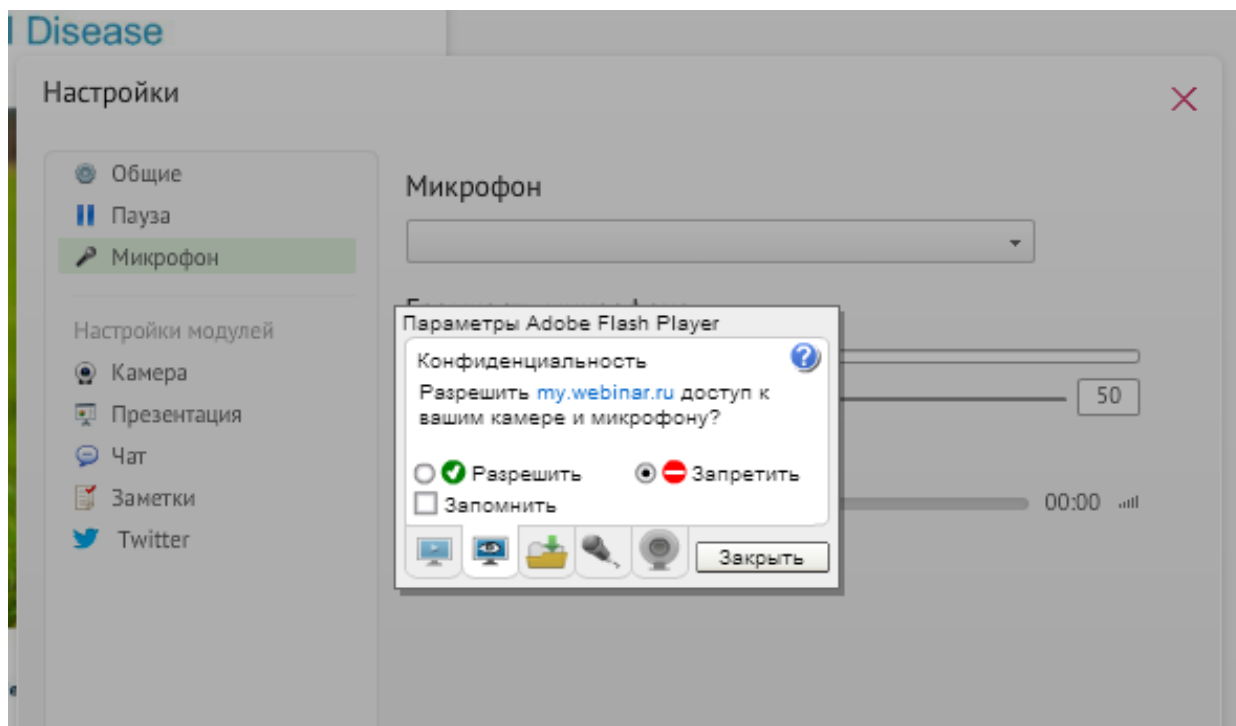 Disease
Настройки
Общие
Пауза
Микрофон
Настройки модулей
Камера
Презентация
Чат
Заметки
Twitter
Микрофон
Параметры Adobe Flash Player
Конфиденциальность
Разрешить my.webinar.ru доступ к
вашим камере и микрофону?
Разрешить Запретить
Запомнить
Закрыть
50
00:00